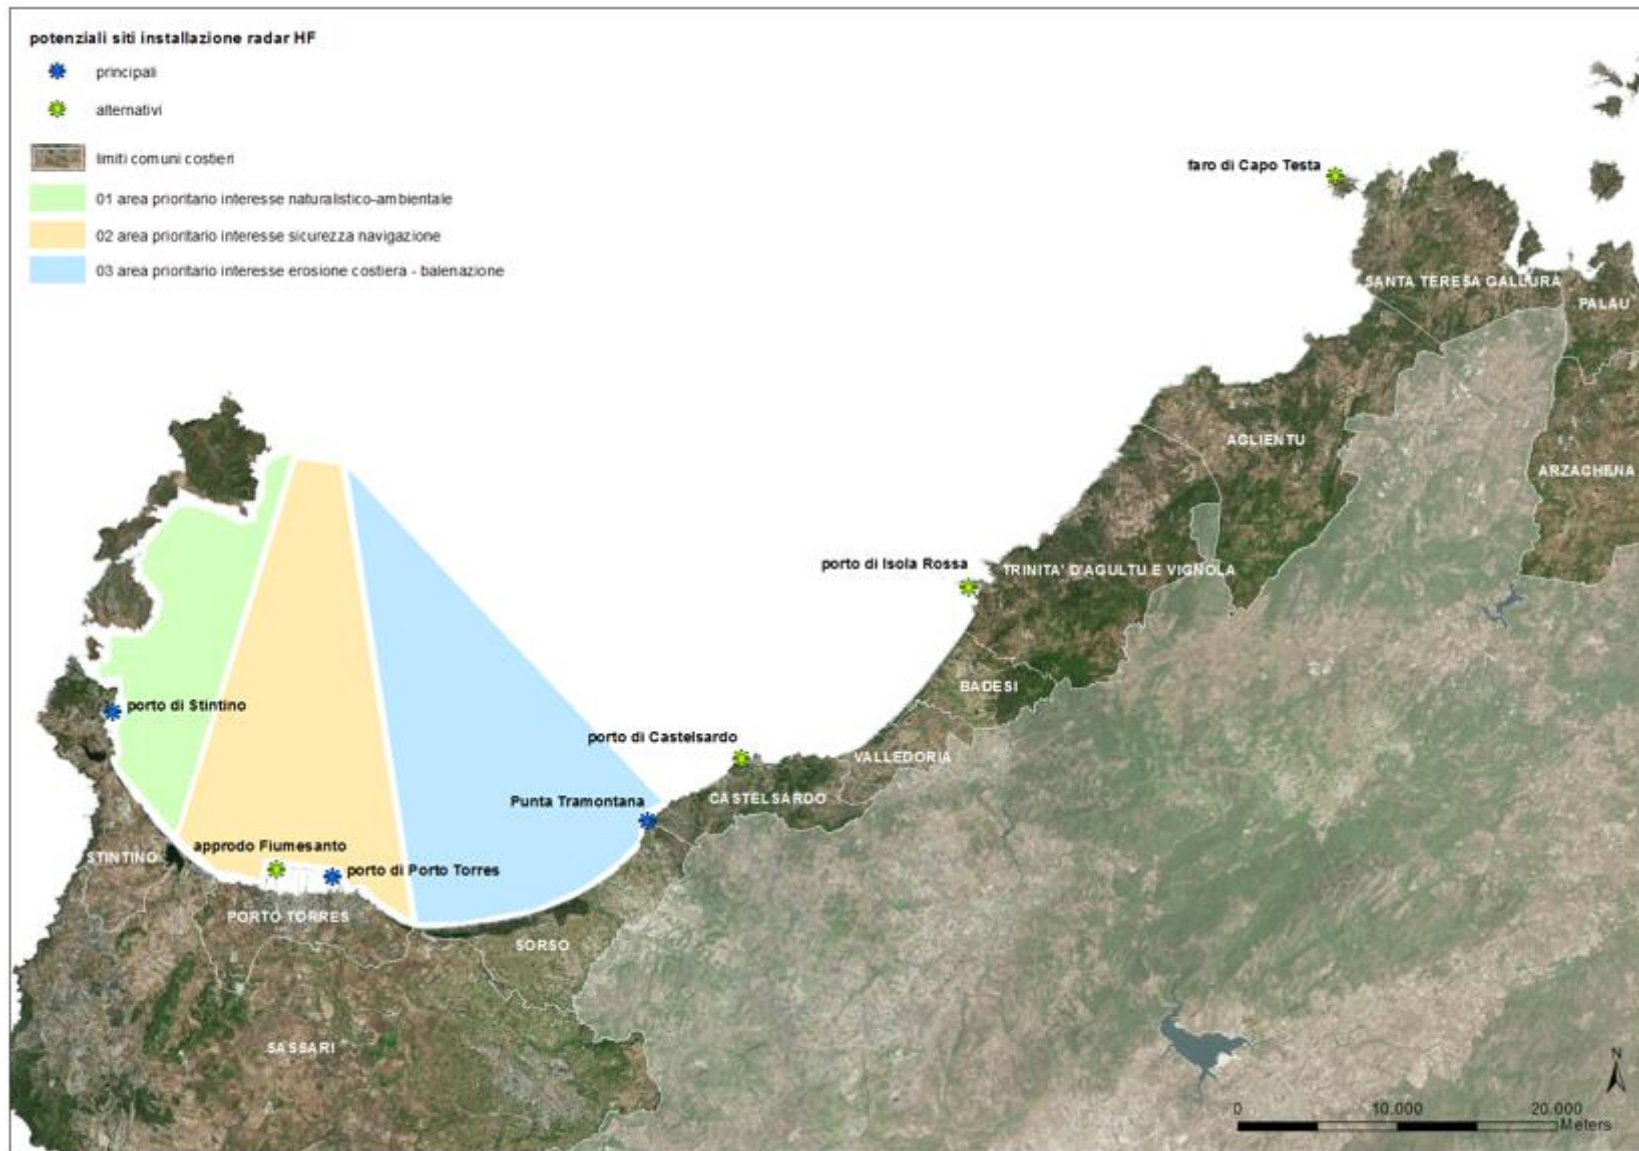 potenziali siti installazione radar HF
principali
alternativi
limiti comuni costieri
01 area prioritario interesse naturalistico-ambientale
02 area prioritario interesse sicurezza navigazione
03 area prioritario interesse erosione costiera - balenazione
faro di Capo Testa
SANTA TERESA GALLURA
PALAU
AGLIENTU
ARZACHENA
porto di Isola Rossa
TRINITA' D'AGULTU E VIGNOLA
BADESI
porto di Stintino
porto di Castelsardo
VALLEDORIA
Punta Tramontana
CASTELSARDO
approdo Fiumesanto
STINTINO
porto di Porto Torres
PORTO TORRES
SORSO
SASSARI
N
0 10.000 20.000
Meters